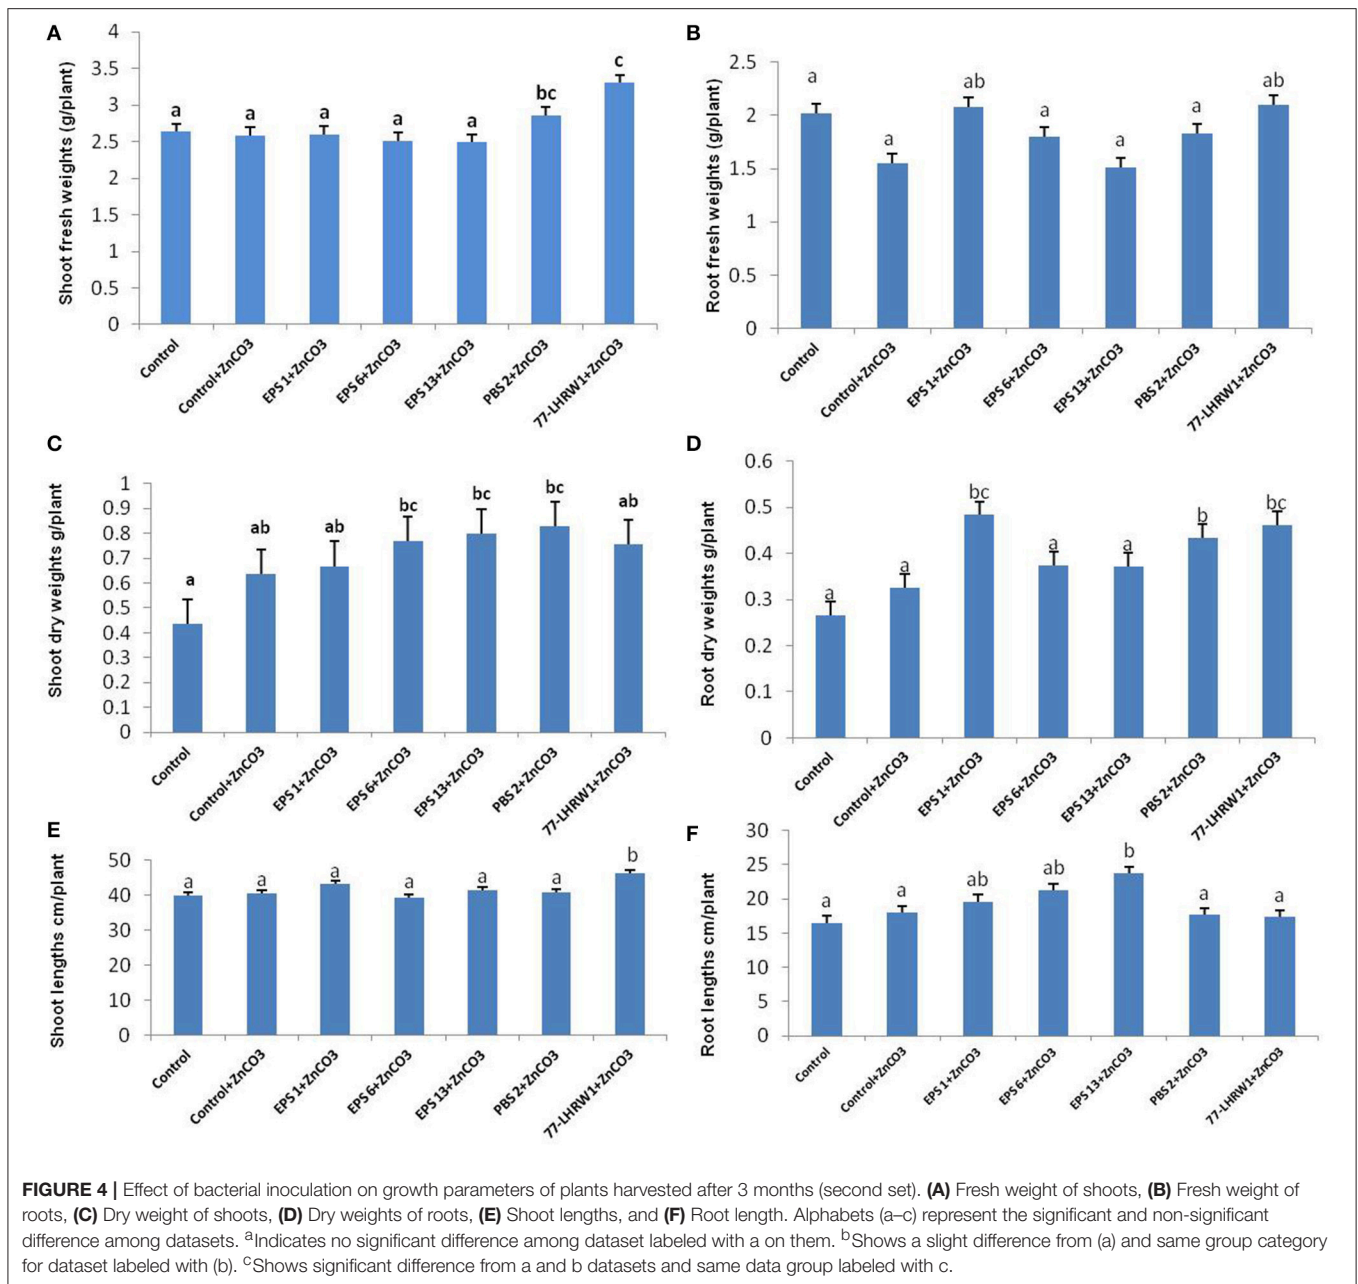 A
Shoot fresh weights (g/plant)
4
3.5
3
2.5
2
1.5
1
0.5
0
a
a
a
a
a
bc
c
Control
Control+ZnCO3
EPS 1+ZnCO3
EPS 6+ZnCO3
EPS 13+ZnCO3
PBS 2+ZnCO3
77-LHRW1+ZnCO3
B
Root fresh weights (g/plant)
2.5
2
1.5
1
0.5
0
a
a
ab
a
a
a
ab
Control
Control+ZnCO3
EPS 1+ZnCO3
EPS 6+ZnCO3
EPS 13+ZnCO3
PBS 2+ZnCO3
77-LHRW1+ZnCO3
C
Shoot dry weights g/plant
1
0.9
0.8
0.7
0.6
0.5
0.4
0.3
0.2
0.1
0
a
ab
ab
bc
bc
bc
ab
Control
Control+ZnCO3
EPS 1+ZnCO3
EPS 6+ZnCO3
EPS 13+ZnCO3
PBS 2+ZnCO3
77-LHRW1+ZnCO3
D
Root dry weights g/plant
0.6
0.5
0.4
0.3
0.2
0.1
0
a
a
bc
a
a
b
bc
Control
Control+ZnCO3
EPS 1+ZnCO3
EPS 6+ZnCO3
EPS 13+ZnCO3
PBS 2+ZnCO3
77-LHRW1+ZnCO3
E
Shoot lengths cm/plant
50
40
30
20
10
0
a
a
a
a
a
a
b
Control
Control+ZnCO3
EPS 1+ZnCO3
EPS 6+ZnCO3
EPS 13+ZnCO3
PBS 2+ZnCO3
77-LHRW1+ZnCO3
F
Root lengths cm/plant
30
25
20
15
10
5
0
a
a
ab
ab
b
a
a
Control
Control+ZnCO3
EPS 1+ZnCO3
EPS 6+ZnCO3
EPS 13+ZnCO3
PBS 2+ZnCO3
77-LHRW1+ZnCO3
FIGURE 4 | Effect of bacterial inoculation on growth parameters of plants harvested after 3 months (second set). (A) Fresh weight of shoots, (B) Fresh weight of
roots, (C) Dry weight of shoots, (D) Dry weights of roots, (E) Shoot lengths, and (F) Root length. Alphabets (a–c) represent the significant and non-significant
difference among datasets. aIndicates no significant difference among dataset labeled with a on them. bShows a slight difference from (a) and same group category
for dataset labeled with (b). cShows significant difference from a and b datasets and same data group labeled with c.